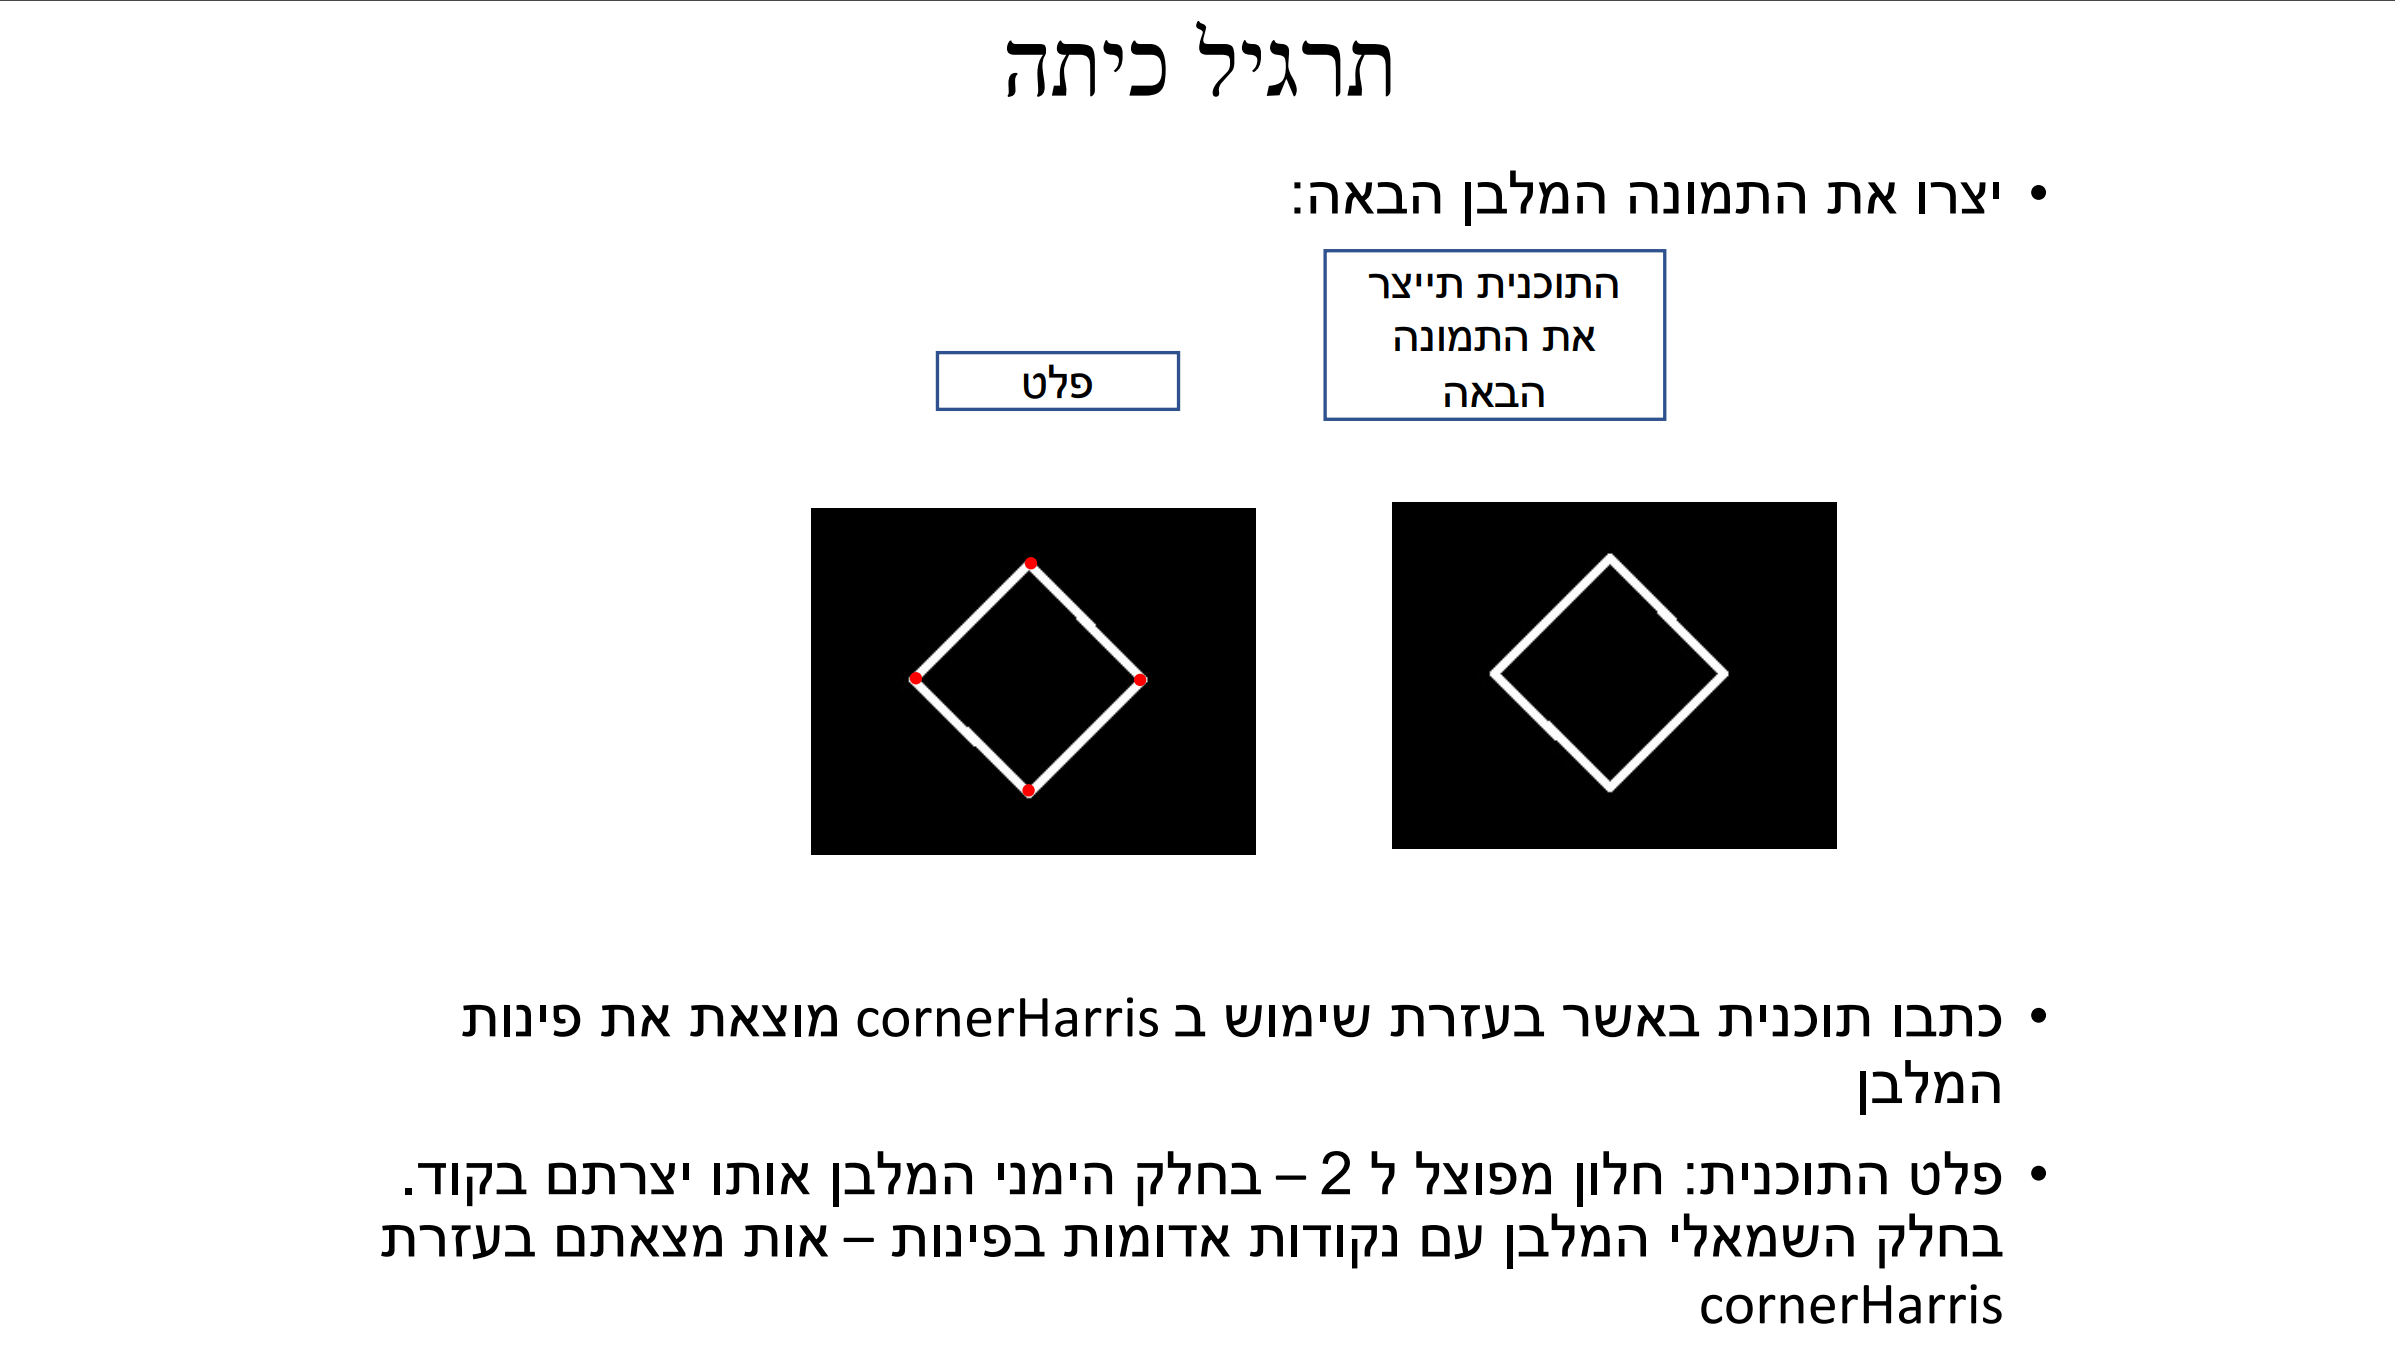 תרגיל כיתה
• יצרו את התמונה המלבן הבאה:
התוכנית תייצר
את התמונה
הבאה
פלט
• כתבו תוכנית באשר בעזרת שימוש ב cornerHarris מוצאת את פינות
המלבן
• פלט התוכנית: חלון מפוצל ל 2 – בחלק הימני המלבן אותו יצרתם בקוד.
בחלק השמאלי המלבן עם נקודות אדומות בפינות – אות מצאתם בעזרת
cornerHarris